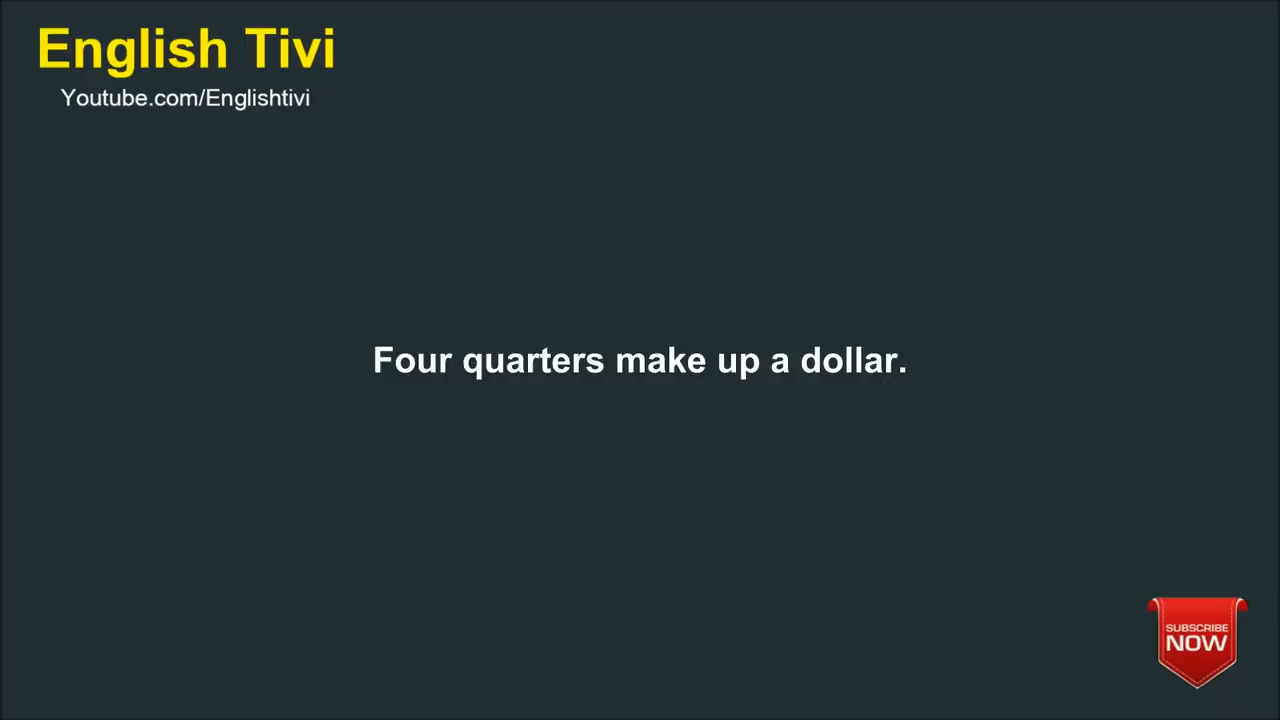 English Tivi
Youtube.com/Englishtivi
Four quarters make up a dollar.
SUBSCRIBE
NOW